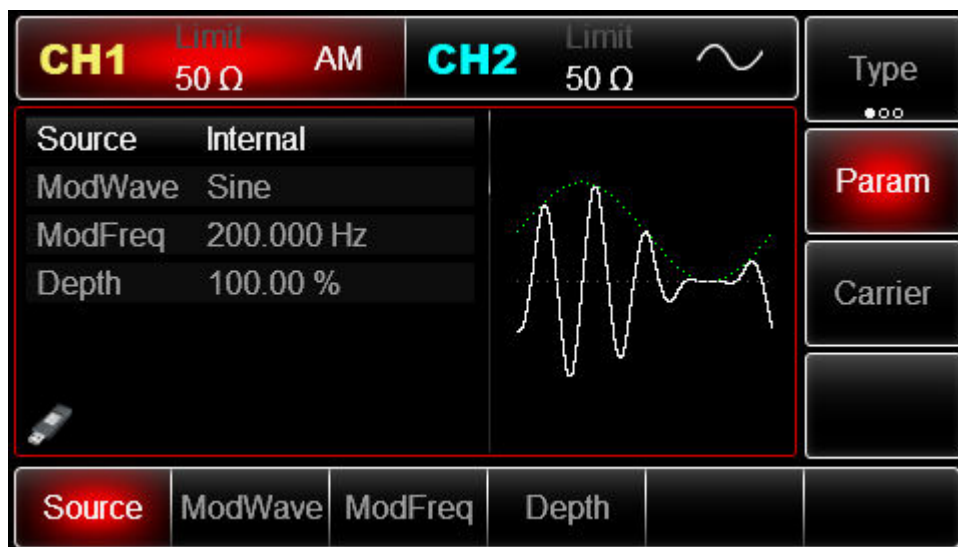 CH1 Limit 50 Ω AM CH2 Limit 50 Ω
Type
Source Internal
ModWave Sine
ModFreq 200.000 Hz
Depth 100.00 %
Param
Carrier
Source ModWave ModFreq Depth